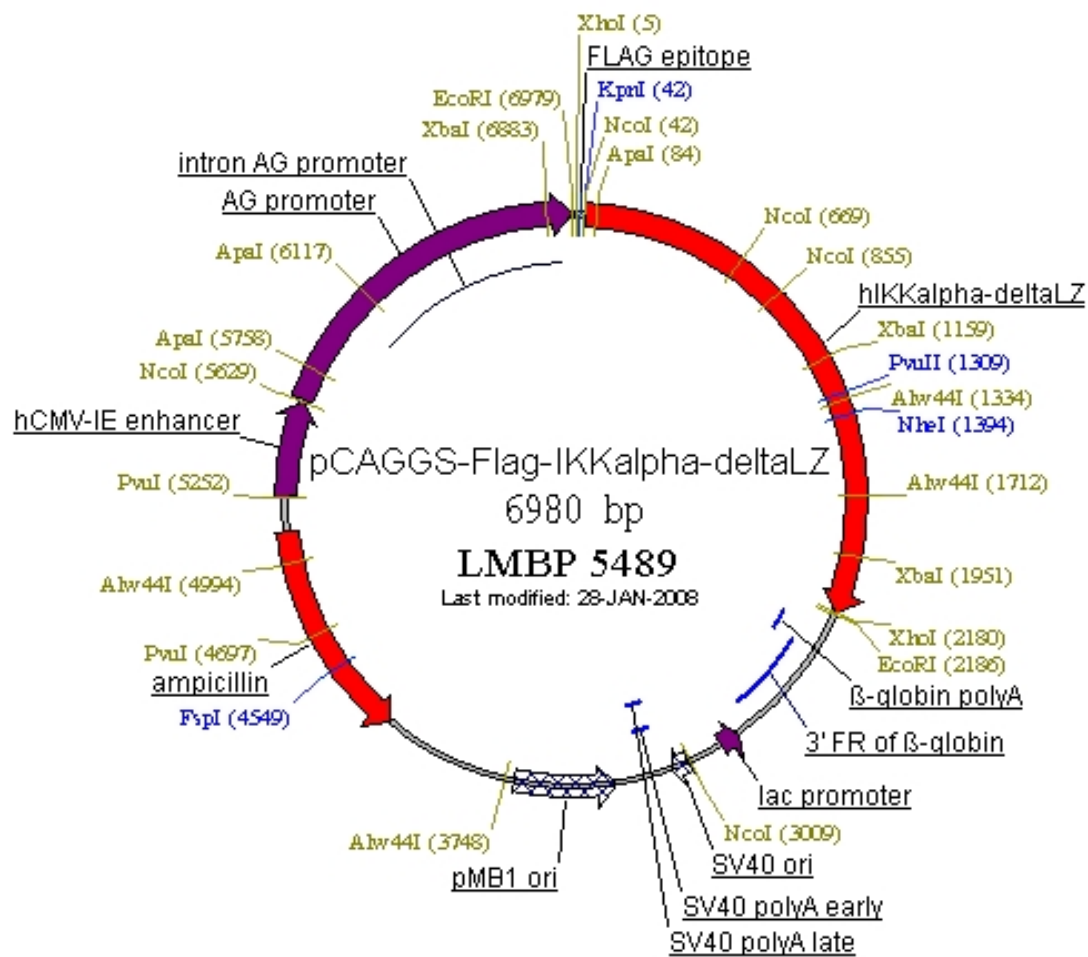 XhoI (5)
FLAG epitope
KpnI (42)
EcoRI (6979)
NcoI (42)
XbaI (6883)
ApaI (84)
intron AG promoter
AG promoter
NcoI (669)
ApaI (6117)
NcoI (855)
hIKKalpha-deltaLZ
XbaI (1159)
ApaI (5758)
PvuII (1309)
NcoI (5629)
Alw44I (1334)
hCMV-IE enhancer
NheI (1394)
pCAGGS-Flag-IKKalpha-deltaLZ
PvuI (5252)
Alw44I (1712)
6980 bp
LMBP 5489
Alw44I (4994)
XbaI (1951)
Last modified: 28-JAN-2008
XhoI (2180)
PvuI (4697)
EcoRI (2186)
ampicillin
ß-globin polyA
FspI (4549)
3' FR of ß-globin
lac promoter
Alw44I (3748)
NcoI (3009)
pMB1 ori
SV40 ori
SV40 polyA early
SV40 polyA late